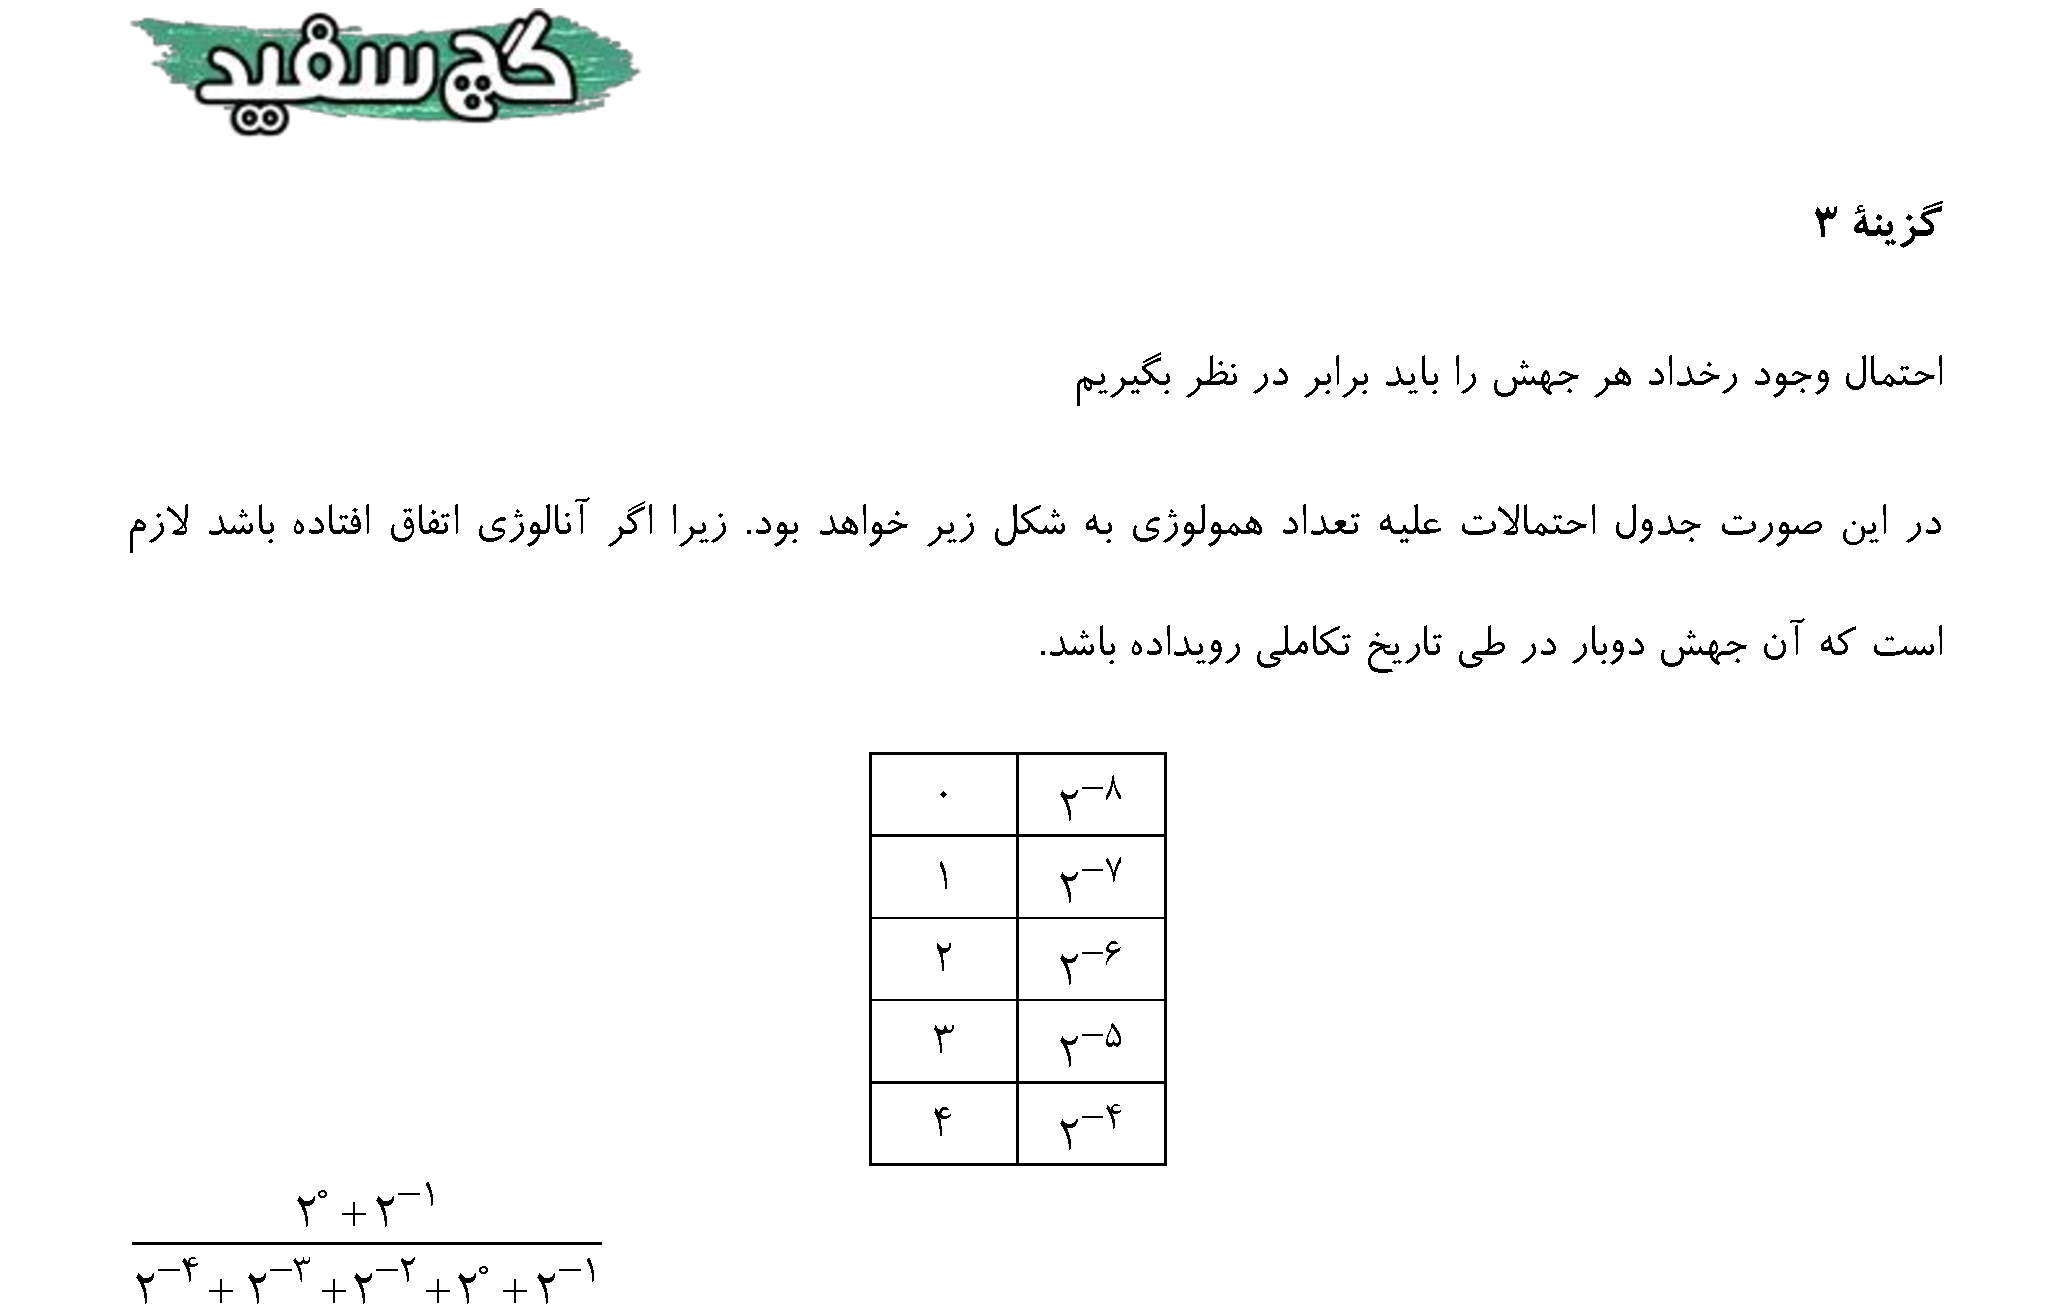 گچ سفید
گزینهٔ ۳
احتمال وجود رخداد هر جهش را باید برابر در نظر بگیریم
در این صورت جدول احتمالات علیه تعداد همولوژی به شکل زیر خواهد بود. زیرا اگر آنالوژی اتفاق افتاده باشد لازم
است که آن جهش دوبار در طی تاریخ تکاملی رویداده باشد.
۰ ۲^{−۸}
۱ ۲^{−۷}
۲ ۲^{−۶}
۳ ۲^{−۵}
۴ ۲^{−۴}
۲^{۰} + ۲^{−۱}
۲^{−۴} + ۲^{−۳} + ۲^{−۲} + ۲^{۰} + ۲^{−۱}